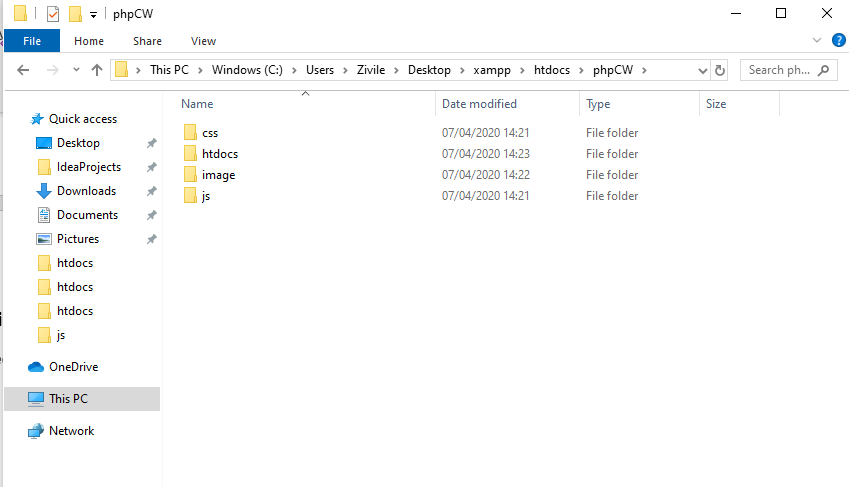 phpCW
File Home Share View
This PC Windows (C:) Users Zivile Desktop xampp htdocs phpCW Search ph...
Name Date modified Type Size
Quick access
Desktop
IdeaProjects
Downloads
Documents
Pictures
htdocs
htdocs
htdocs
js
OneDrive
This PC
Network
css 07/04/2020 14:21 File folder
htdocs 07/04/2020 14:23 File folder
image 07/04/2020 14:22 File folder
js 07/04/2020 14:21 File folder